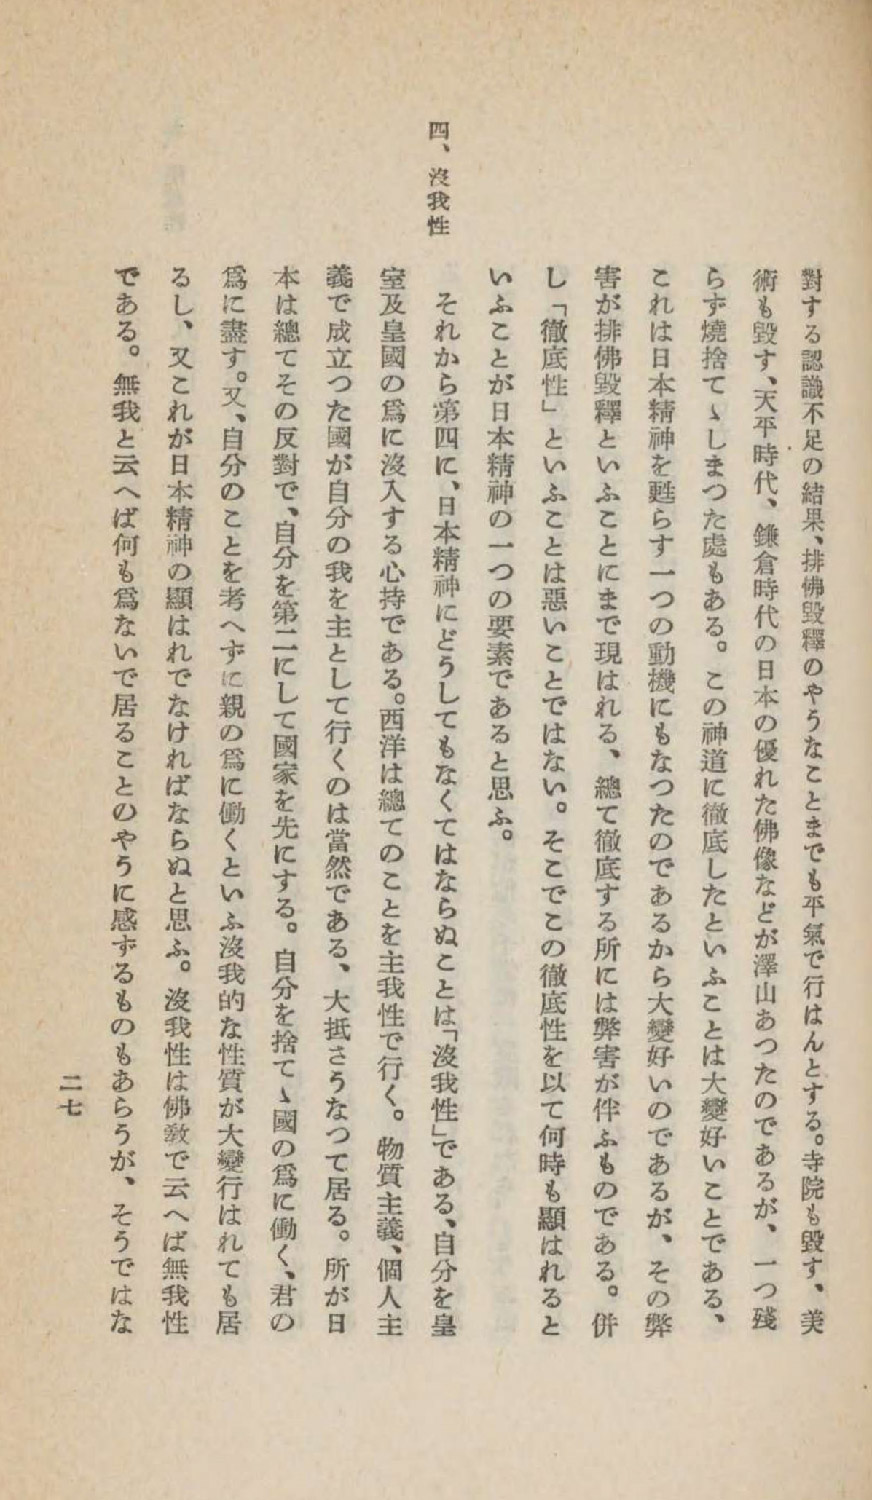 對する認識不足の結果、排佛毀釋のやうなことまでも平氣で行はんとする。寺院も毀す、美
術も毀す、天平時代、鎌倉時代の日本の優れた佛像などが澤山あつたのであるが、一つ殘
らず燒捨てゝしまつた處もある。この神道に徹底したといふことは大變好いことである、
これは日本精神を甦らす一つの動機にもなつたのであるから大變好いのであるが、その弊
害が排佛毀釋といふことにまで現はれる、總て徹底する所には弊害が伴ふものである。併
し「徹底性」といふことは惡いことではない。そこでこの徹底性を以て何時も顯はれると
いふことが日本精神の一つの要素であると思ふ。
四、沒我性
それから第四に、日本精神にどうしてもなくてはならぬことは「沒我性」である、自分を皇
室及皇國の爲に沒入する心持である。西洋は總てのことを主我性で行く。物質主義、個人主
義で成立つた國が自分の我を主として行くのは當然である、大抵さうなつて居る。所が日
本は總てその反對で、自分を第二にして國家を先にする。自分を捨てゝ國の爲に働く、君の
爲に盡す。又、自分のことを考へずに親の爲に働くといふ沒我的な性質が大變行はれても居
るし、又これが日本精神の顯はれでなければならぬと思ふ。沒我性は佛敎で云へば無我性
である。無我と云へば何も爲ないで居ることのやうに感ずるものもあらうが、そうではな
二七